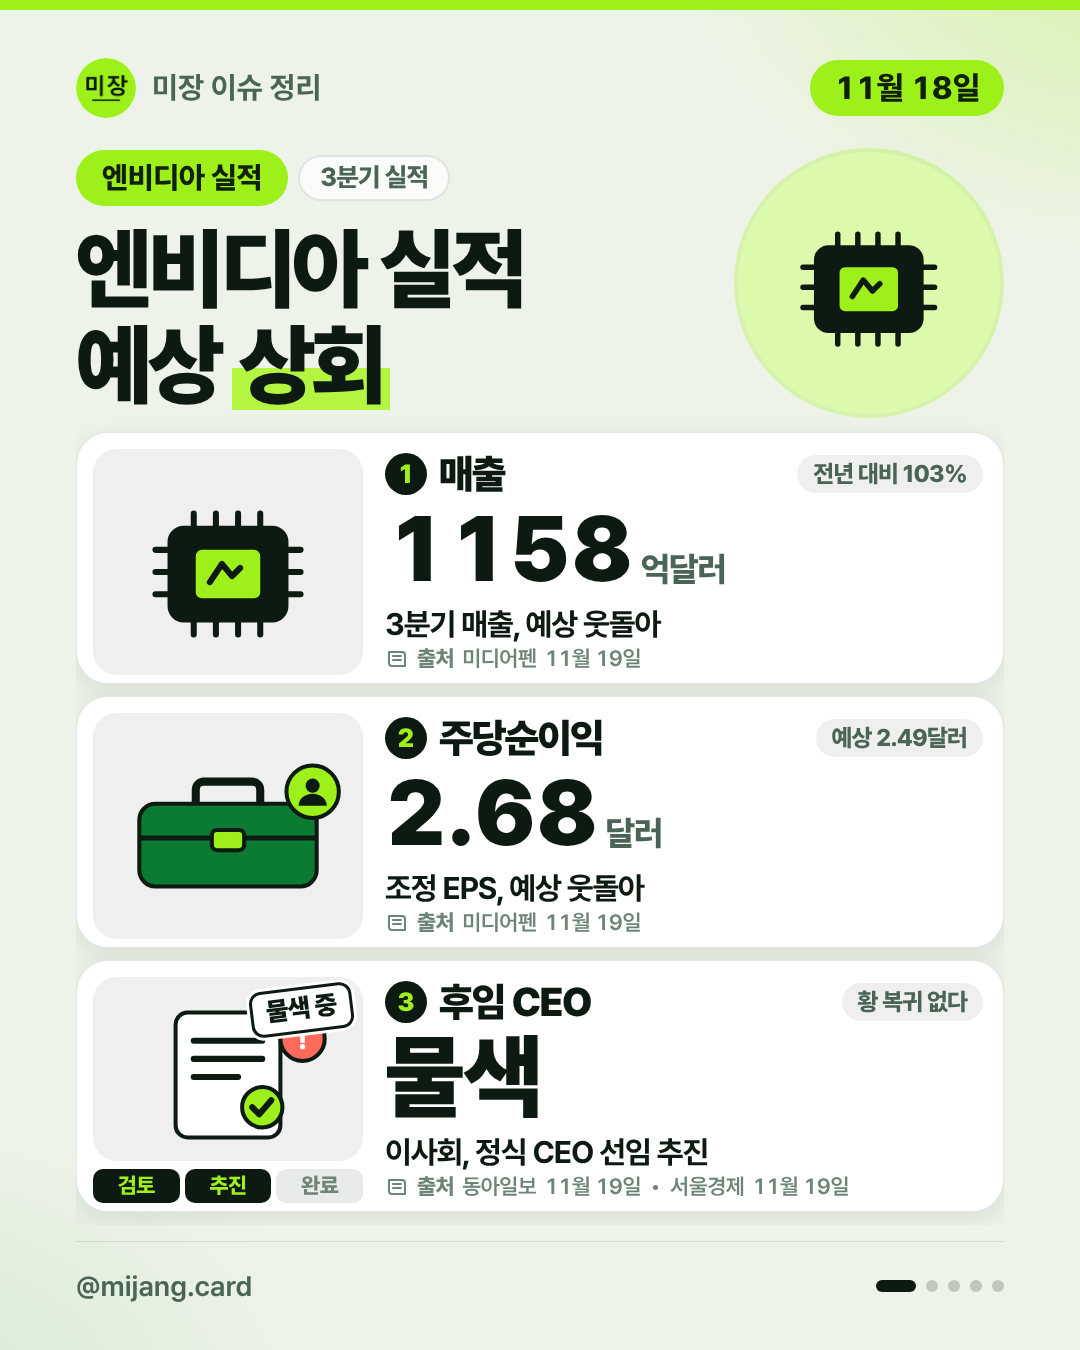 미장 미장 이슈 정리 11월 18일
엔비디아 실적 3분기 실적
엔비디아 실적
예상 상회
1 매출 전년 대비 103%
1158 억달러
3분기 매출, 예상 웃돌아
출처 미디어펜 11월 19일
2 주당순이익 예상 2.49달러
2.68 달러
조정 EPS, 예상 웃돌아
출처 미디어펜 11월 19일
물색 중
!
3 후임 CEO 황 복귀 없다
물색
이사회, 정식 CEO 선임 추진
검토 추진 완료
출처 동아일보 11월 19일 • 서울경제 11월 19일
@mijang.card